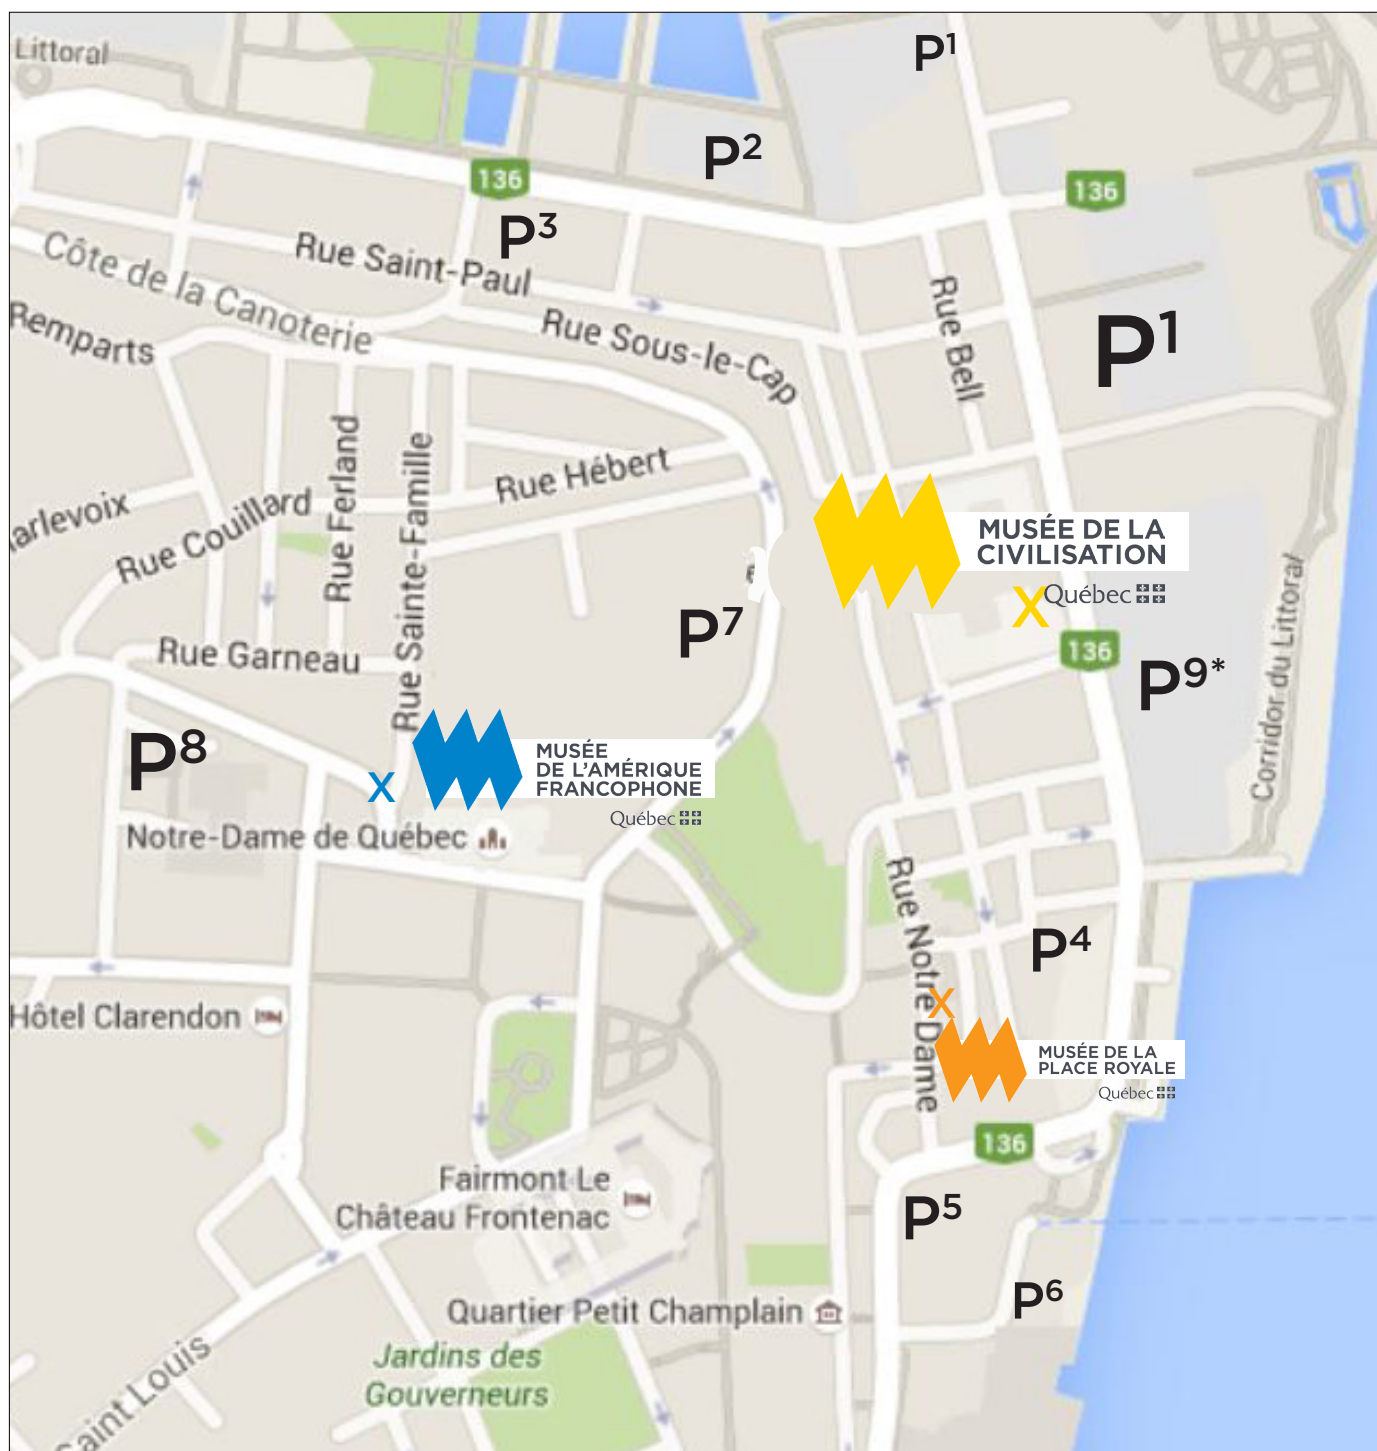 Littoral
P1
P2
136
136
P3
Rue Saint-Paul
Côte de la Canoterie
Remparts
Rue Sous-le-Cap
Rue Bell
P1
Rue Hébert
Rue Ferland
Rue Sainte-Famille
arlevoix
Rue Couillard
MUSÉE DE LA
CIVILISATION
Québec
X
P7
136
P9*
Corridor du Littoral
Rue Garneau
P8
MUSÉE
DE L'AMÉRIQUE
FRANCOPHONE
Québec
X
Notre-Dame de Québec
Rue Notre Dame
P4
X
Hôtel Clarendon
MUSÉE DE LA
PLACE ROYALE
Québec
136
Fairmont Le
Château Frontenac
P5
P6
Quartier Petit Champlain
Jardins des
Gouverneurs
Saint Louis